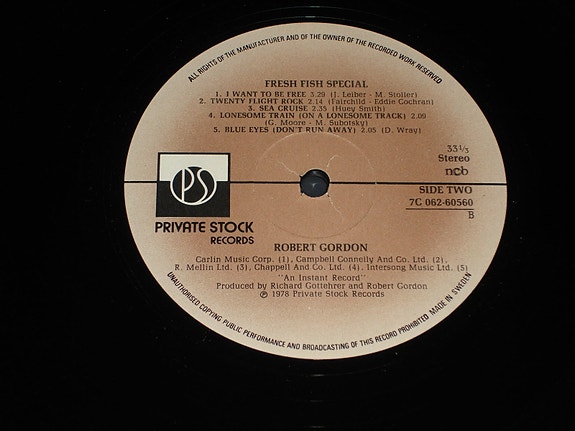 ALL RIGHTS OF THE MANUFACTURER AND OF THE OWNER OF THE RECORDED WORK RESERVED
FRESH FISH SPECIAL
1. I WANT TO BE FREE 3.29 (J. Leiber - M. Stoller)
2. TWENTY FLIGHT ROCK 2.14 (Fairchild - Eddie Cochran)
3. SEA CRUISE 2.35 (Huey Smith)
4. LONESOME TRAIN (ON A LONESOME TRACK) 2.09
(G. Moore - M. Subotsky)
5. BLUE EYES (DON'T RUN AWAY) 2.05 (D. Wray)
33 1/3
Stereo
ncb
PS
SIDE TWO
7C 062-60560
B
PRIVATE STOCK
RECORDS
ROBERT GORDON
Carlin Music Corp. (1), Campbell Connelly And Co. Ltd. (2),
R. Mellin Ltd. (3), Chappell And Co. Ltd. (4), Intersong Music Ltd. (5)
"An Instant Record"
Produced by Richard Gottehrer and Robert Gordon
℗ 1978 Private Stock Records
UNAUTHORISED COPYING PUBLIC PERFORMANCE AND BROADCASTING OF THIS RECORD PROHIBITED MADE IN SWEDEN